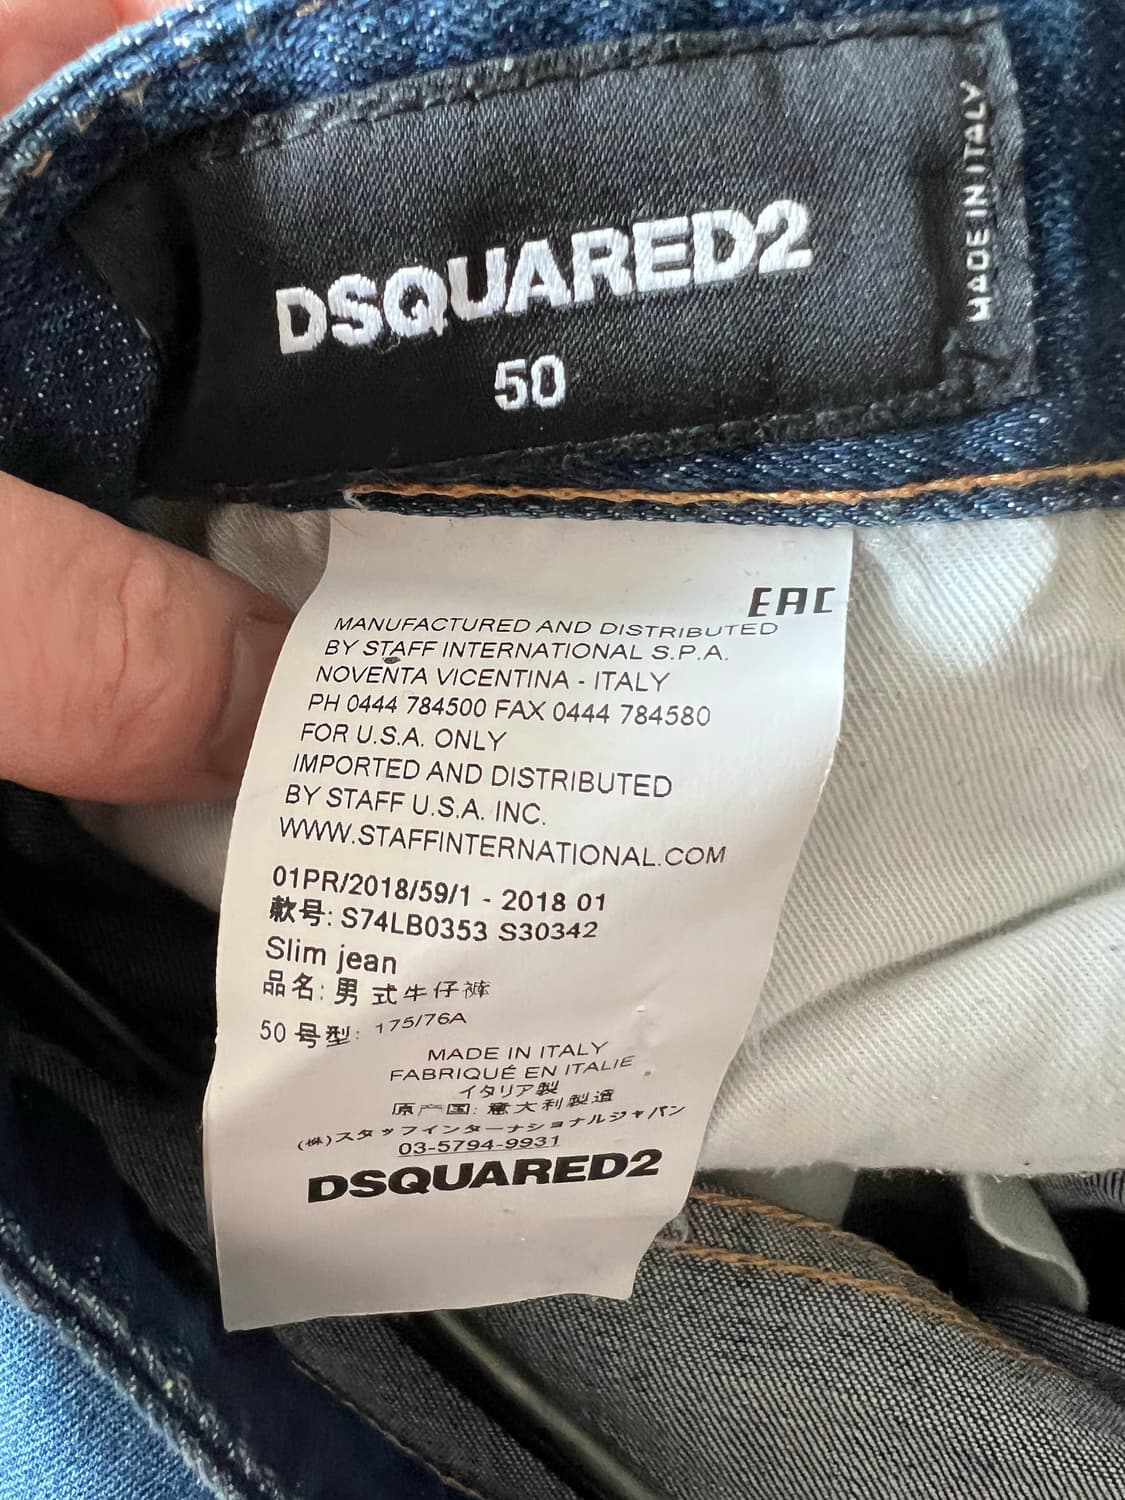 DSQUARED2
50
MADE IN ITALY
EAC
MANUFACTURED AND DISTRIBUTED
BY STAFF INTERNATIONAL S.P.A.
NOVENTA VICENTINA - ITALY
PH 0444 784500 FAX 0444 784580
FOR U.S.A. ONLY
IMPORTED AND DISTRIBUTED
BY STAFF U.S.A. INC.
WWW.STAFFINTERNATIONAL.COM
01PR/2018/59/1 - 2018 01
款号: S74LB0353 S30342
Slim jean
品名: 男式牛仔裤
50 号型: 175/76A
MADE IN ITALY
FABRIQUÉ EN ITALIE
イタリア製
原产国: 意大利製造
(株)スタッフインターナショナルジャパン
03-5794-9931
DSQUARED2